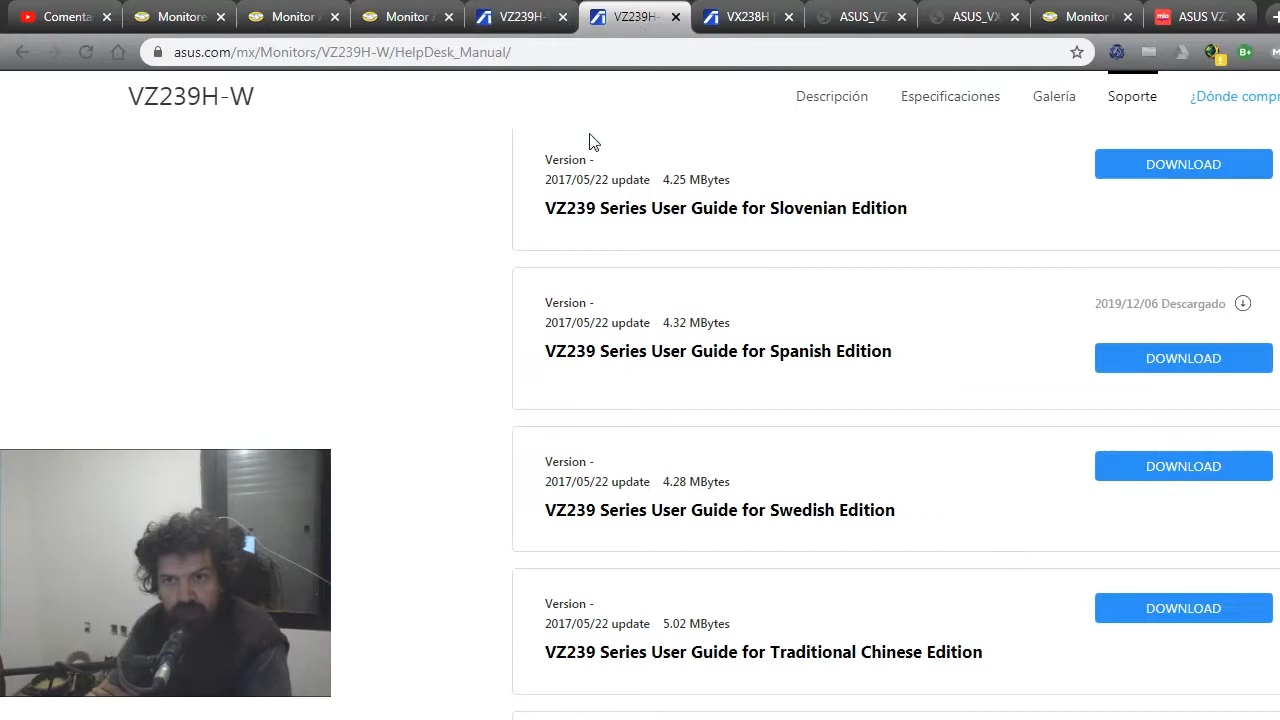 Comenta
Monitore
Monitor A
Monitor A
VZ239H-
VZ239H-
VX238H |
ASUS_VZ
ASUS_VX
Monitor
mio
ASUS VZ
asus.com/mx/Monitors/VZ239H-W/HelpDesk_Manual/
B+
VZ239H-W
Descripción
Especificaciones
Galería
Soporte
¿Dónde compr
Version -
2017/05/22 update 4.25 MBytes
VZ239 Series User Guide for Slovenian Edition
DOWNLOAD
Version -
2017/05/22 update 4.32 MBytes
VZ239 Series User Guide for Spanish Edition
2019/12/06 Descargado
DOWNLOAD
Version -
2017/05/22 update 4.28 MBytes
VZ239 Series User Guide for Swedish Edition
DOWNLOAD
Version -
2017/05/22 update 5.02 MBytes
VZ239 Series User Guide for Traditional Chinese Edition
DOWNLOAD